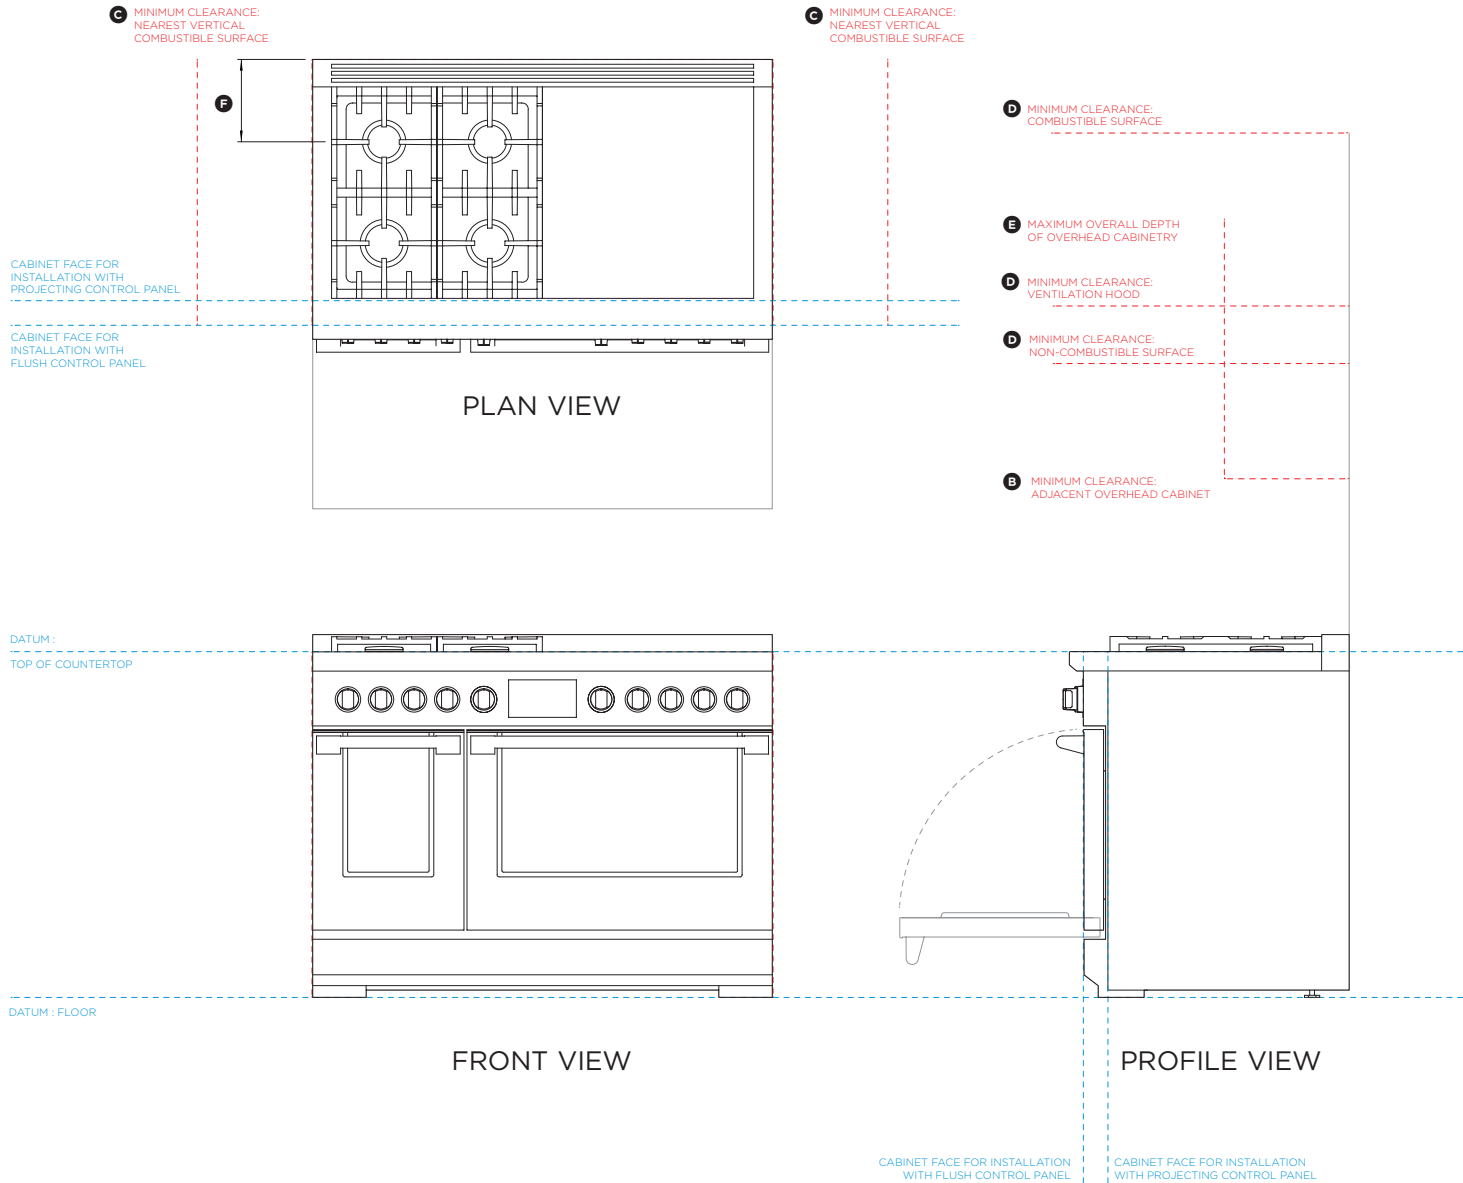 C MINIMUM CLEARANCE:
NEAREST VERTICAL
COMBUSTIBLE SURFACE
C MINIMUM CLEARANCE:
NEAREST VERTICAL
COMBUSTIBLE SURFACE
F
D MINIMUM CLEARANCE:
COMBUSTIBLE SURFACE
E MAXIMUM OVERALL DEPTH
OF OVERHEAD CABINETRY
CABINET FACE FOR
INSTALLATION WITH
PROJECTING CONTROL PANEL
D MINIMUM CLEARANCE:
VENTILATION HOOD
CABINET FACE FOR
INSTALLATION WITH
FLUSH CONTROL PANEL
D MINIMUM CLEARANCE:
NON-COMBUSTIBLE SURFACE
PLAN VIEW
B MINIMUM CLEARANCE:
ADJACENT OVERHEAD CABINET
DATUM :
TOP OF COUNTERTOP
DATUM : FLOOR
FRONT VIEW
PROFILE VIEW
CABINET FACE FOR INSTALLATION
WITH FLUSH CONTROL PANEL
CABINET FACE FOR INSTALLATION
WITH PROJECTING CONTROL PANEL